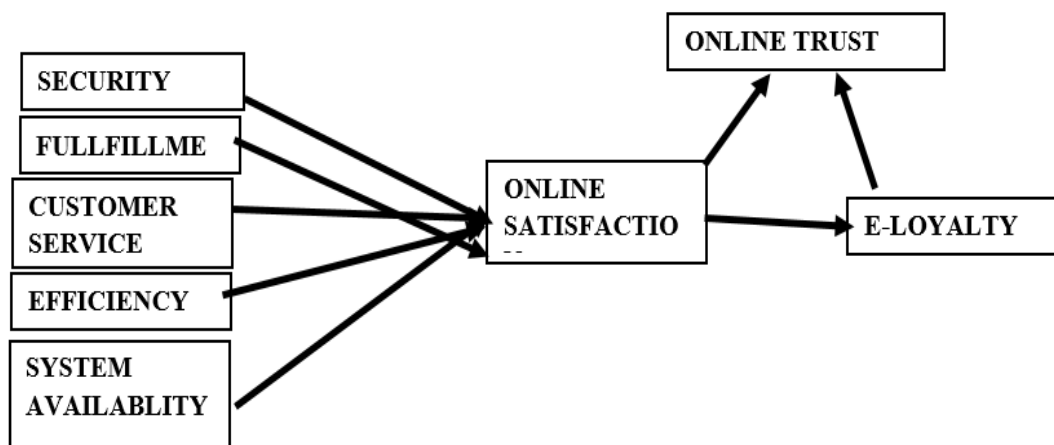 ONLINE TRUST
SECURITY
FULLFILLME
CUSTOMER
SERVICE
EFFICIENCY
SYSTEM
AVAILABLITY
ONLINE
SATISFACTIO
E-LOYALTY